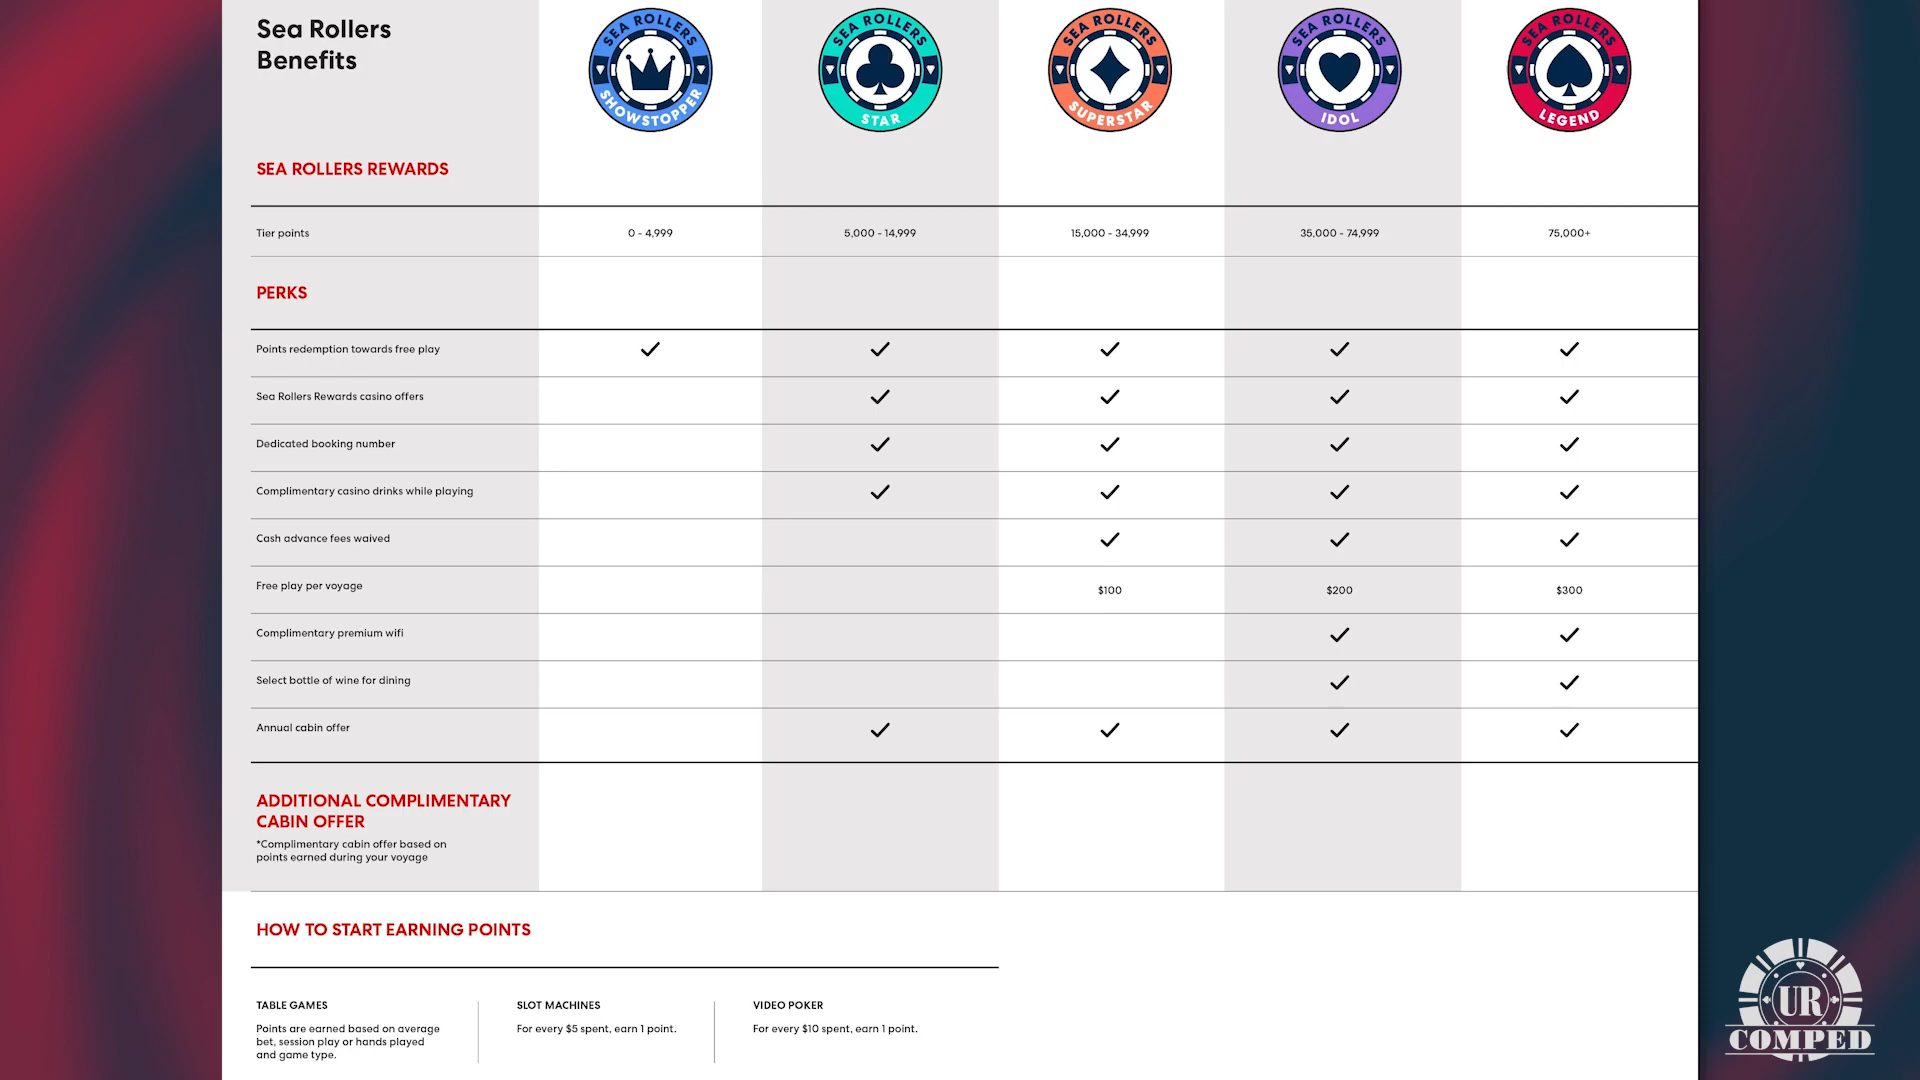 Sea Rollers
Benefits
SEA ROLLERS
SHOWSTOPPER
SEA ROLLERS
STAR
SEA ROLLERS
SUPERSTAR
SEA ROLLERS
IDOL
SEA ROLLERS
LEGEND
SEA ROLLERS REWARDS
Tier points 0 - 4,999 5,000 - 14,999 15,000 - 34,999 35,000 - 74,999 75,000+
PERKS
Points redemption towards free play ✓ ✓ ✓ ✓ ✓
Sea Rollers Rewards casino offers ✓ ✓ ✓ ✓
Dedicated booking number ✓ ✓ ✓ ✓
Complimentary casino drinks while playing ✓ ✓ ✓ ✓
Cash advance fees waived ✓ ✓ ✓
Free play per voyage $100 $200 $300
Complimentary premium wifi ✓ ✓
Select bottle of wine for dining ✓ ✓
Annual cabin offer ✓ ✓ ✓ ✓
ADDITIONAL COMPLIMENTARY
CABIN OFFER
*Complimentary cabin offer based on
points earned during your voyage
HOW TO START EARNING POINTS
TABLE GAMES
Points are earned based on average
bet, session play or hands played
and game type.
SLOT MACHINES
For every $5 spent, earn 1 point.
VIDEO POKER
For every $10 spent, earn 1 point.
UR
COMPED